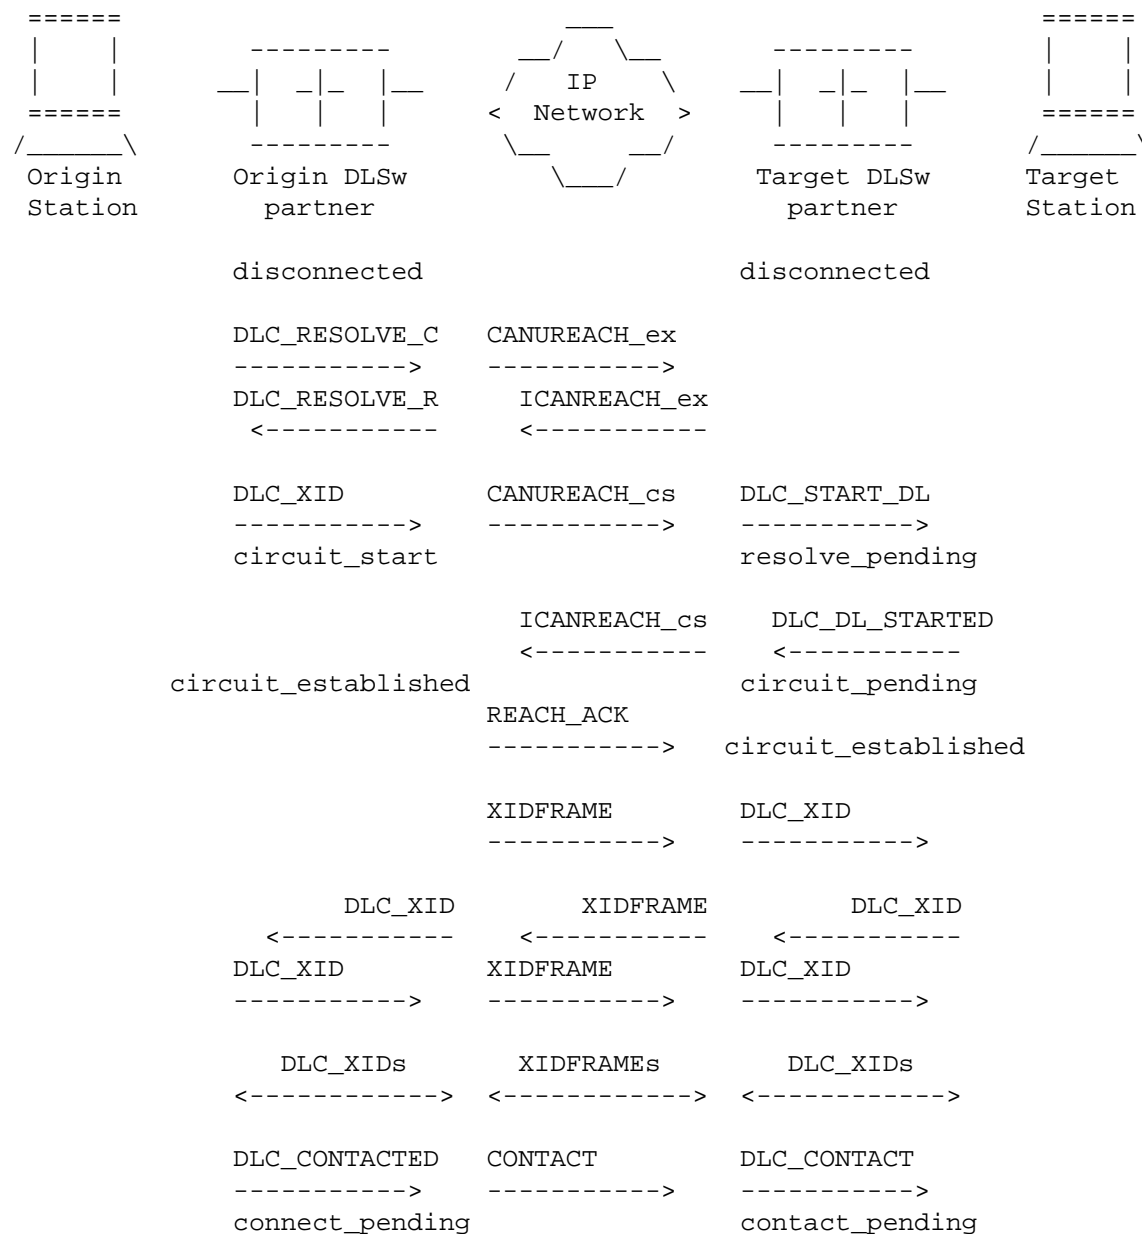 IP
Network
Origin Origin DLSw Target DLSw Target
Station partner partner Station
disconnected disconnected
DLC_RESOLVE_C CANUREACH_ex
-----------> ----------->
DLC_RESOLVE_R ICANREACH_ex
<----------- <-----------
DLC_XID CANUREACH_cs DLC_START_DL
-----------> -----------> ----------->
circuit_start resolve_pending
ICANREACH_cs DLC_DL_STARTED
<----------- <-----------
circuit_established circuit_pending
REACH_ACK
-----------> circuit_established
XIDFRAME DLC_XID
-----------> ----------->
DLC_XID XIDFRAME DLC_XID
<----------- <----------- <-----------
DLC_XID XIDFRAME DLC_XID
-----------> -----------> ----------->
DLC_XIDs XIDFRAMEs DLC_XIDs
<------------> <------------> <------------>
DLC_CONTACTED CONTACT DLC_CONTACT
-----------> -----------> ----------->
connect_pending contact_pending